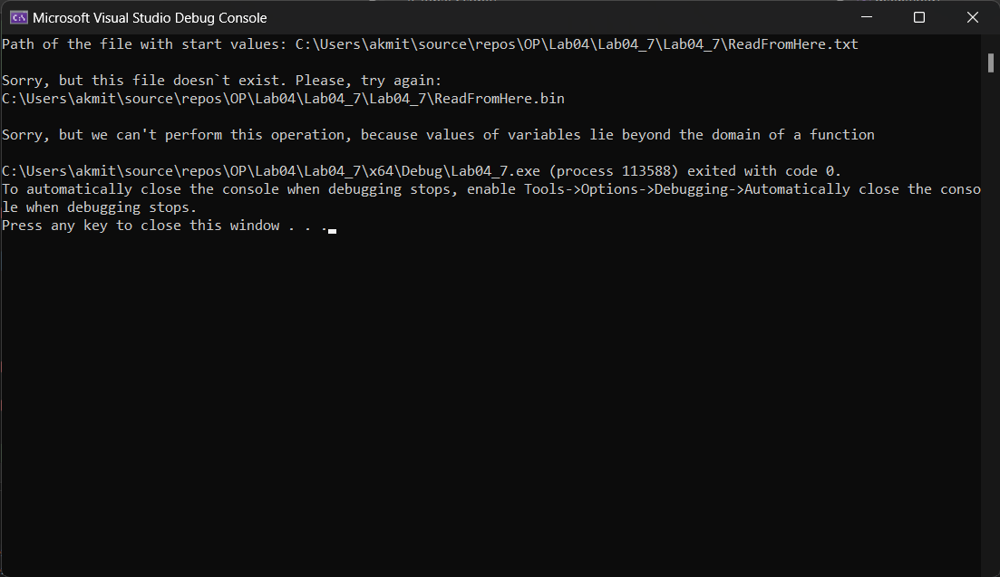 Microsoft Visual Studio Debug Console
Path of the file with start values: C:\Users\akmit\source\repos\OP\Lab04\Lab04_7\Lab04_7\ReadFromHere.txt
Sorry, but this file doesn`t exist. Please, try again:
C:\Users\akmit\source\repos\OP\Lab04\Lab04_7\Lab04_7\ReadFromHere.bin
Sorry, but we can't perform this operation, because values of variables lie beyond the domain of a function
C:\Users\akmit\source\repos\OP\Lab04\Lab04_7\x64\Debug\Lab04_7.exe (process 113588) exited with code 0.
To automatically close the console when debugging stops, enable Tools->Options->Debugging->Automatically close the conso
le when debugging stops.
Press any key to close this window . . .